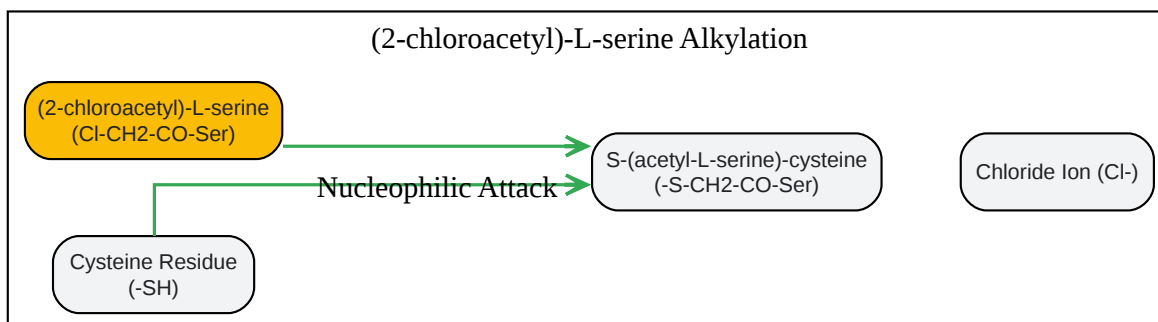 (2-chloroacetyl)-L-serine Alkylation
(2-chloroacetyl)-L-serine
(Cl-CH2-CO-Ser)
S-(acetyl-L-serine)-cysteine
(-S-CH2-CO-Ser)
Chloride Ion (Cl-)
Nucleophilic Attack
Cysteine Residue
(-SH)